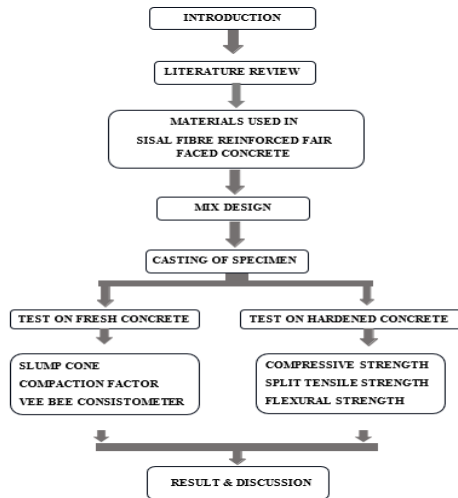 INTRODUCTION
LITERATURE REVIEW
MATERIALS USED IN
SISAL FIBRE REINFORCED FAIR
FACED CONCRETE
MIX DESIGN
CASTING OF SPECIMEN
TEST ON FRESH CONCRETE
TEST ON HARDENED CONCRETE
SLUMP CONE
COMPACTION FACTOR
VEE BEE CONSISTOMETER
COMPRESSIVE STRENGTH
SPLIT TENSILE STRENGTH
FLEXURAL STRENGTH
RESULT & DISCUSSION